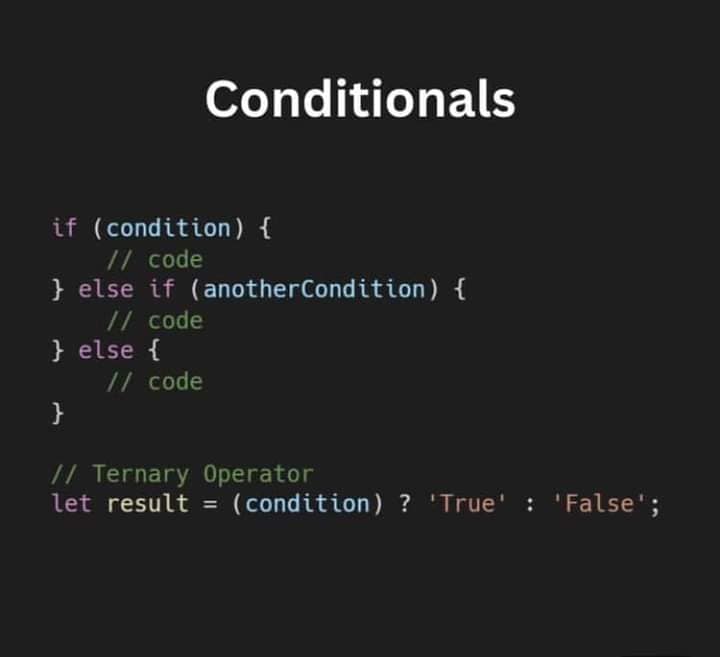 Conditionals
if (condition) {
    // code
} else if (anotherCondition) {
    // code
} else {
    // code
}
// Ternary Operator
let result = (condition) ? 'True' : 'False';